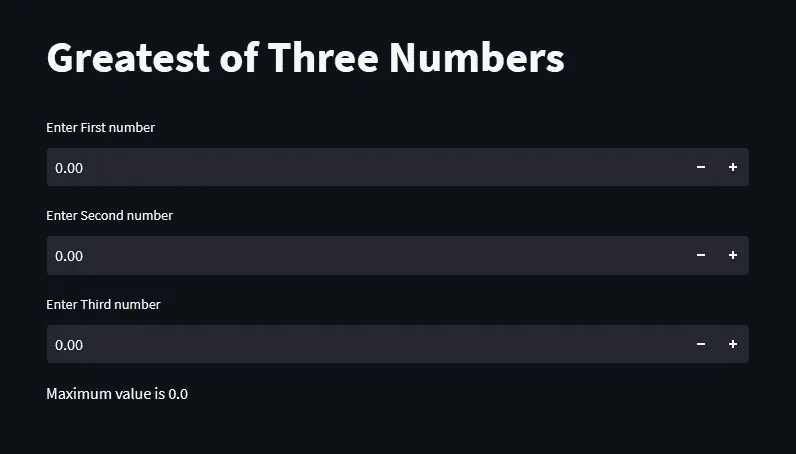 Greatest of Three Numbers
Enter First number
0.00 − +
Enter Second number
0.00 − +
Enter Third number
0.00 − +
Maximum value is 0.0